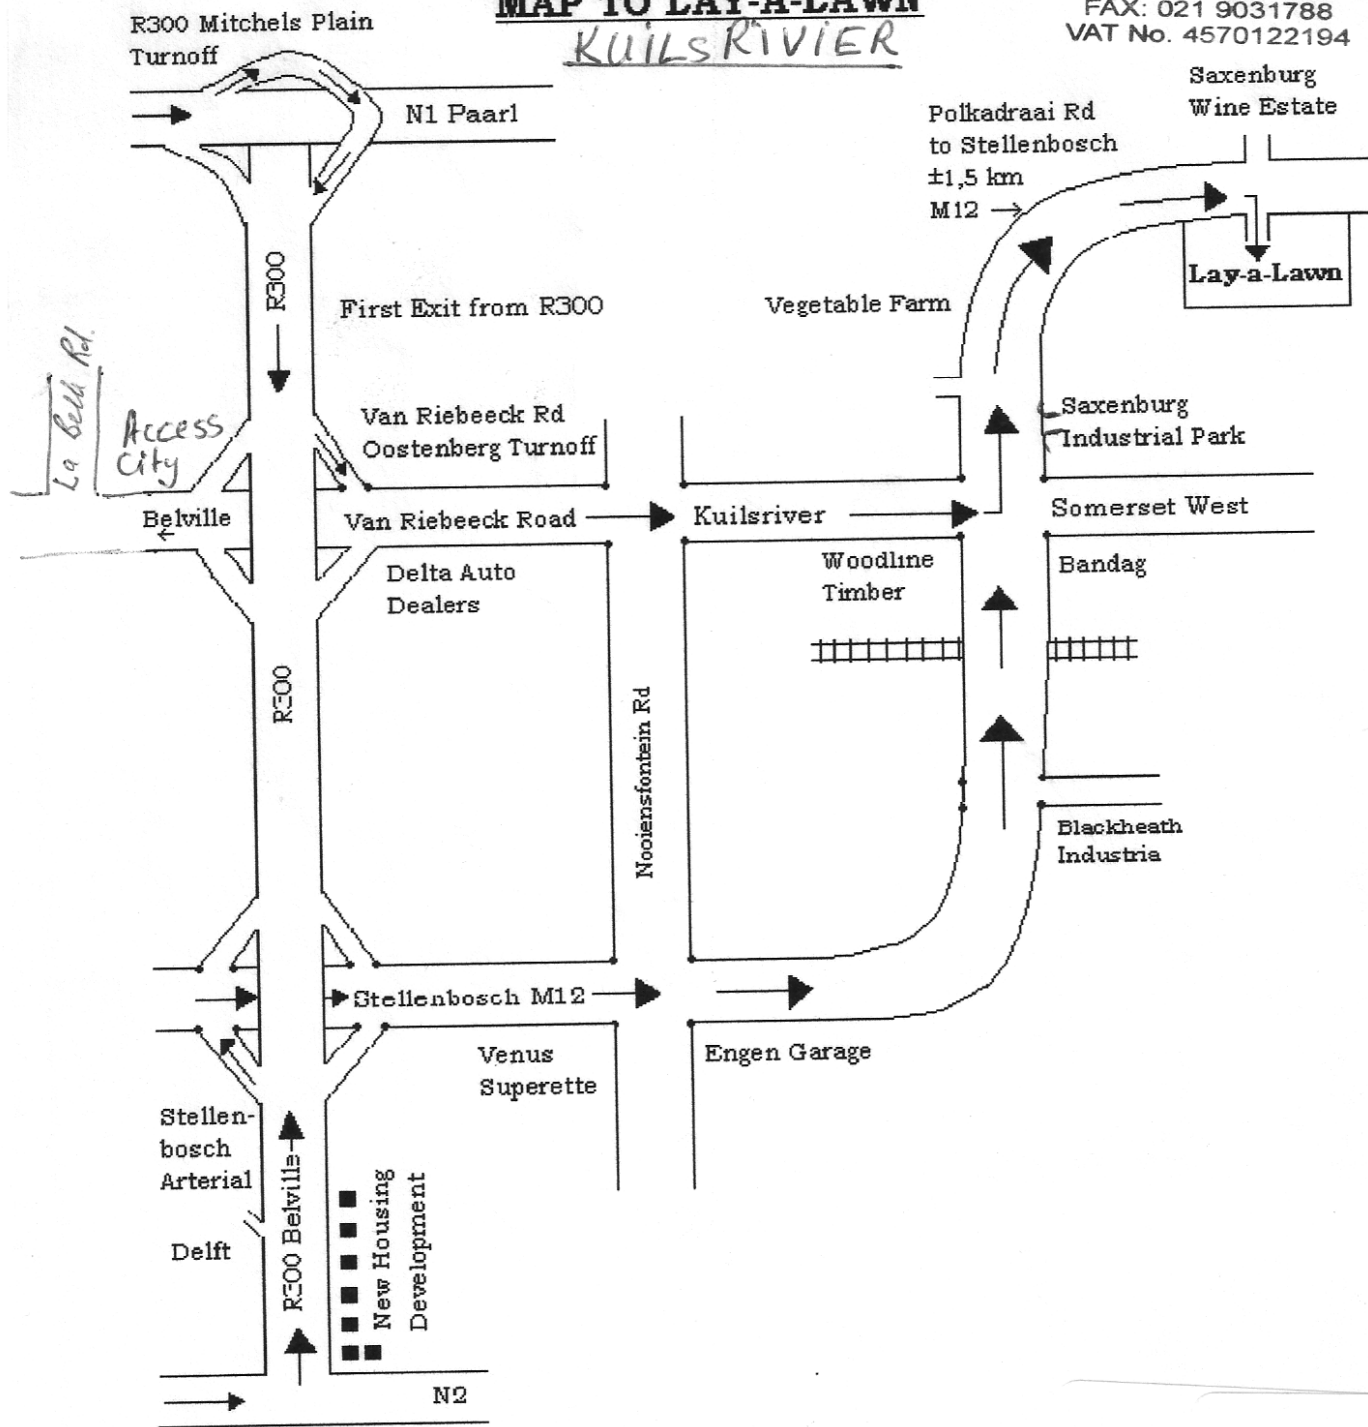 MAP TO LAY-A-LAWN
KUILSRIVIER
FAX: 021 9031788
VAT No. 4570122194
R300 Mitchels Plain
Turnoff
N1 Paarl
Saxenburg
Wine Estate
Polkadraai Rd
to Stellenbosch
±1,5 km
M12
R300
First Exit from R300
Vegetable Farm
Lay-a-Lawn
La Belle Rd.
Access
City
Van Riebeeck Rd
Oostenberg Turnoff
Saxenburg
Industrial Park
Belville
Van Riebeeck Road
Kuilsriver
Somerset West
Delta Auto
Dealers
Woodline
Timber
Bandag
R300
Nooiensfontein Rd
Blackheath
Industria
Stellenbosch M12
Venus
Superette
Engen Garage
Stellen-
bosch
Arterial
Delft
R300 Belville
New Housing
Development
N2